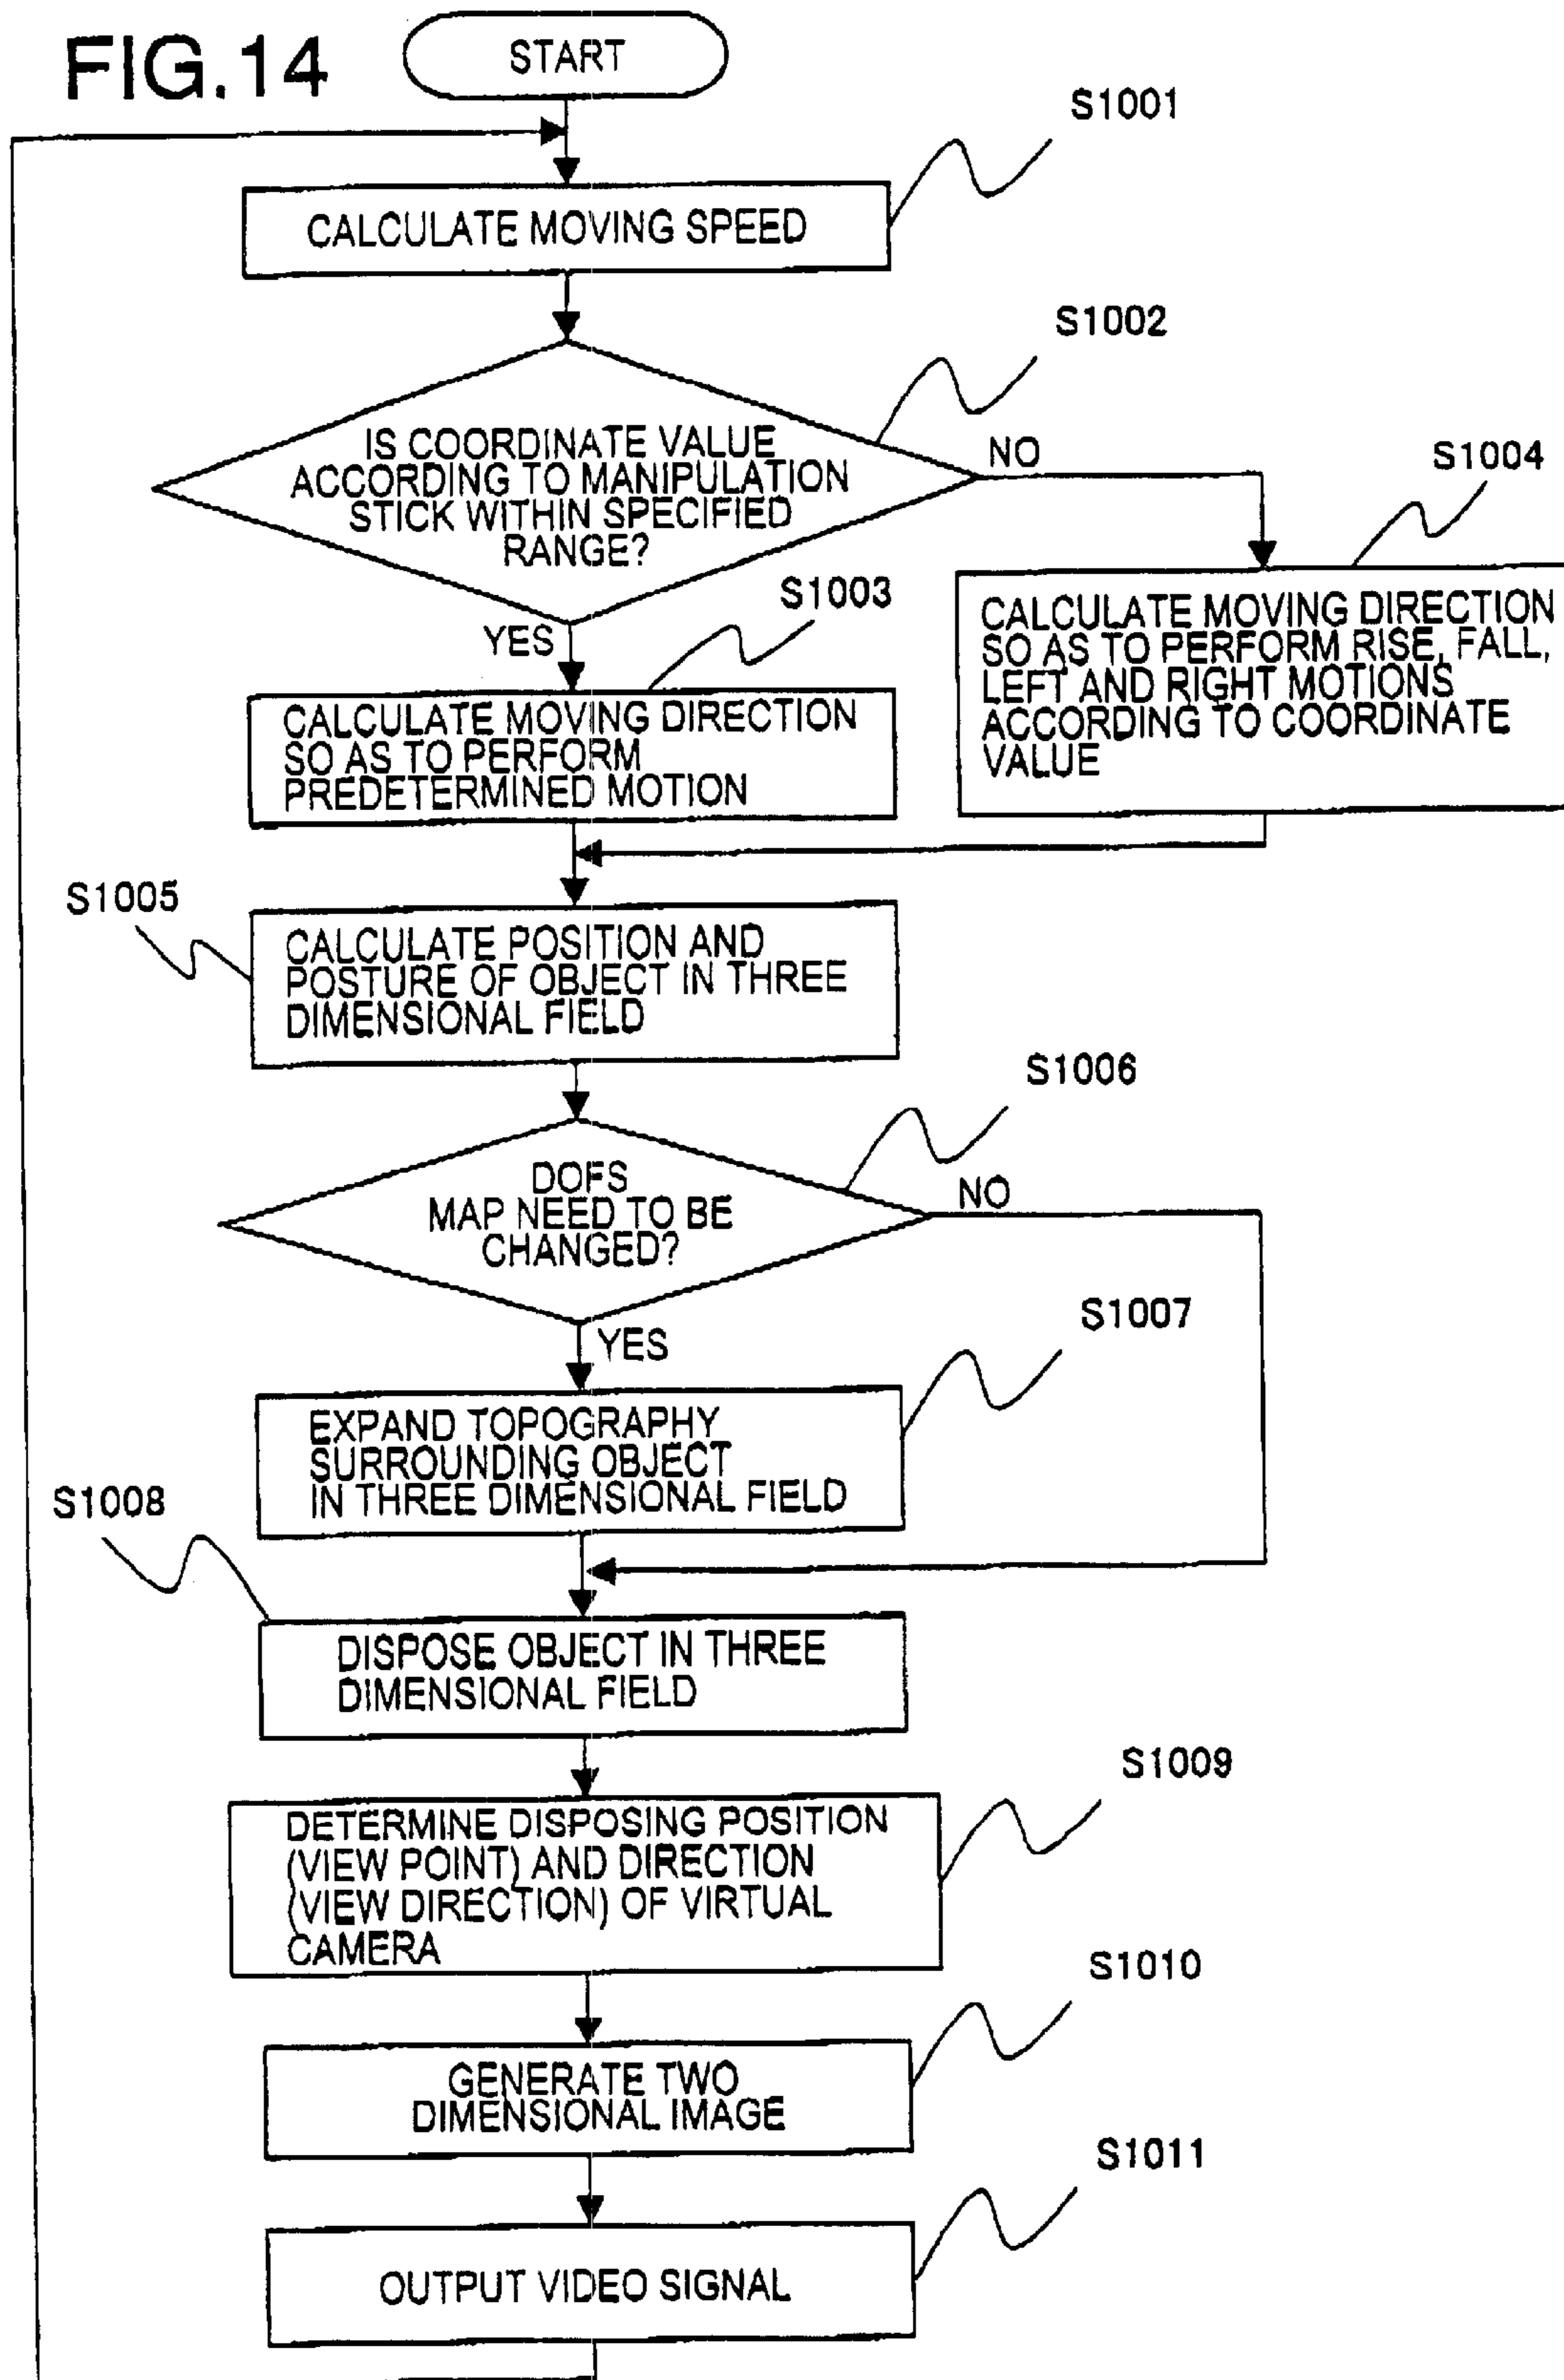 FIG.14
START
S1001
CALCULATE MOVING SPEED
S1002
IS COORDINATE VALUE
ACCORDING TO MANIPULATION
STICK WITHIN SPECIFIED
RANGE?
NO
S1004
YES
S1003
CALCULATE MOVING DIRECTION
SO AS TO PERFORM RISE, FALL,
LEFT AND RIGHT MOTIONS
ACCORDING TO COORDINATE
VALUE
CALCULATE MOVING DIRECTION
SO AS TO PERFORM
PREDETERMINED MOTION
S1005
CALCULATE POSITION AND
POSTURE OF OBJECT IN THREE
DIMENSIONAL FIELD
S1006
DOFS
MAP NEED TO BE
CHANGED?
NO
YES
S1007
EXPAND TOPOGRAPHY
SURROUNDING OBJECT
IN THREE DIMENSIONAL FIELD
S1008
DISPOSE OBJECT IN THREE
DIMENSIONAL FIELD
S1009
DETERMINE DISPOSING POSITION
(VIEW POINT) AND DIRECTION
(VIEW DIRECTION) OF VIRTUAL
CAMERA
S1010
GENERATE TWO
DIMENSIONAL IMAGE
S1011
OUTPUT VIDEO SIGNAL